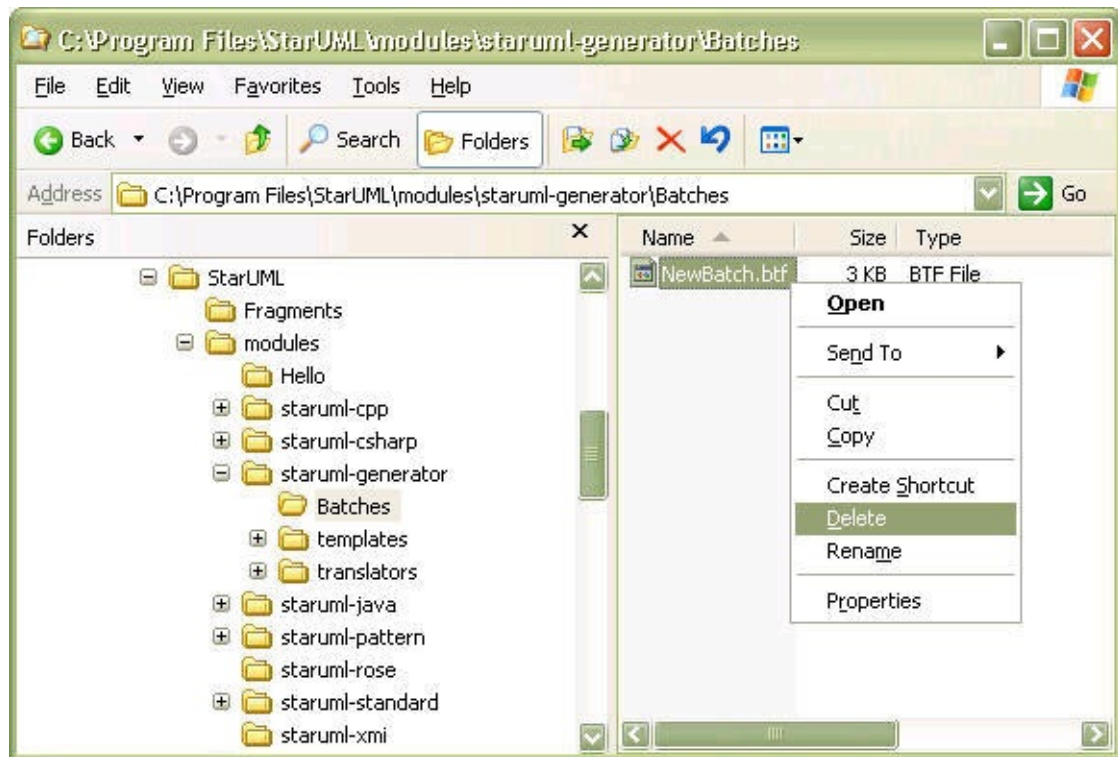 C:\Program Files\StarUML\modules\staruml-generator\Batches
File Edit View Favorites Tools Help
Back Search Folders
Address C:\Program Files\StarUML\modules\staruml-generator\Batches Go
Folders
StarUML
Fragments
modules
Hello
staruml-cpp
staruml-csharp
staruml-generator
Batches
templates
translators
staruml-java
staruml-pattern
staruml-rose
staruml-standard
staruml-xmi
Name Size Type
NewBatch.btf 3 KB BTF File
Open
Send To
Cut
Copy
Create Shortcut
Delete
Rename
Properties